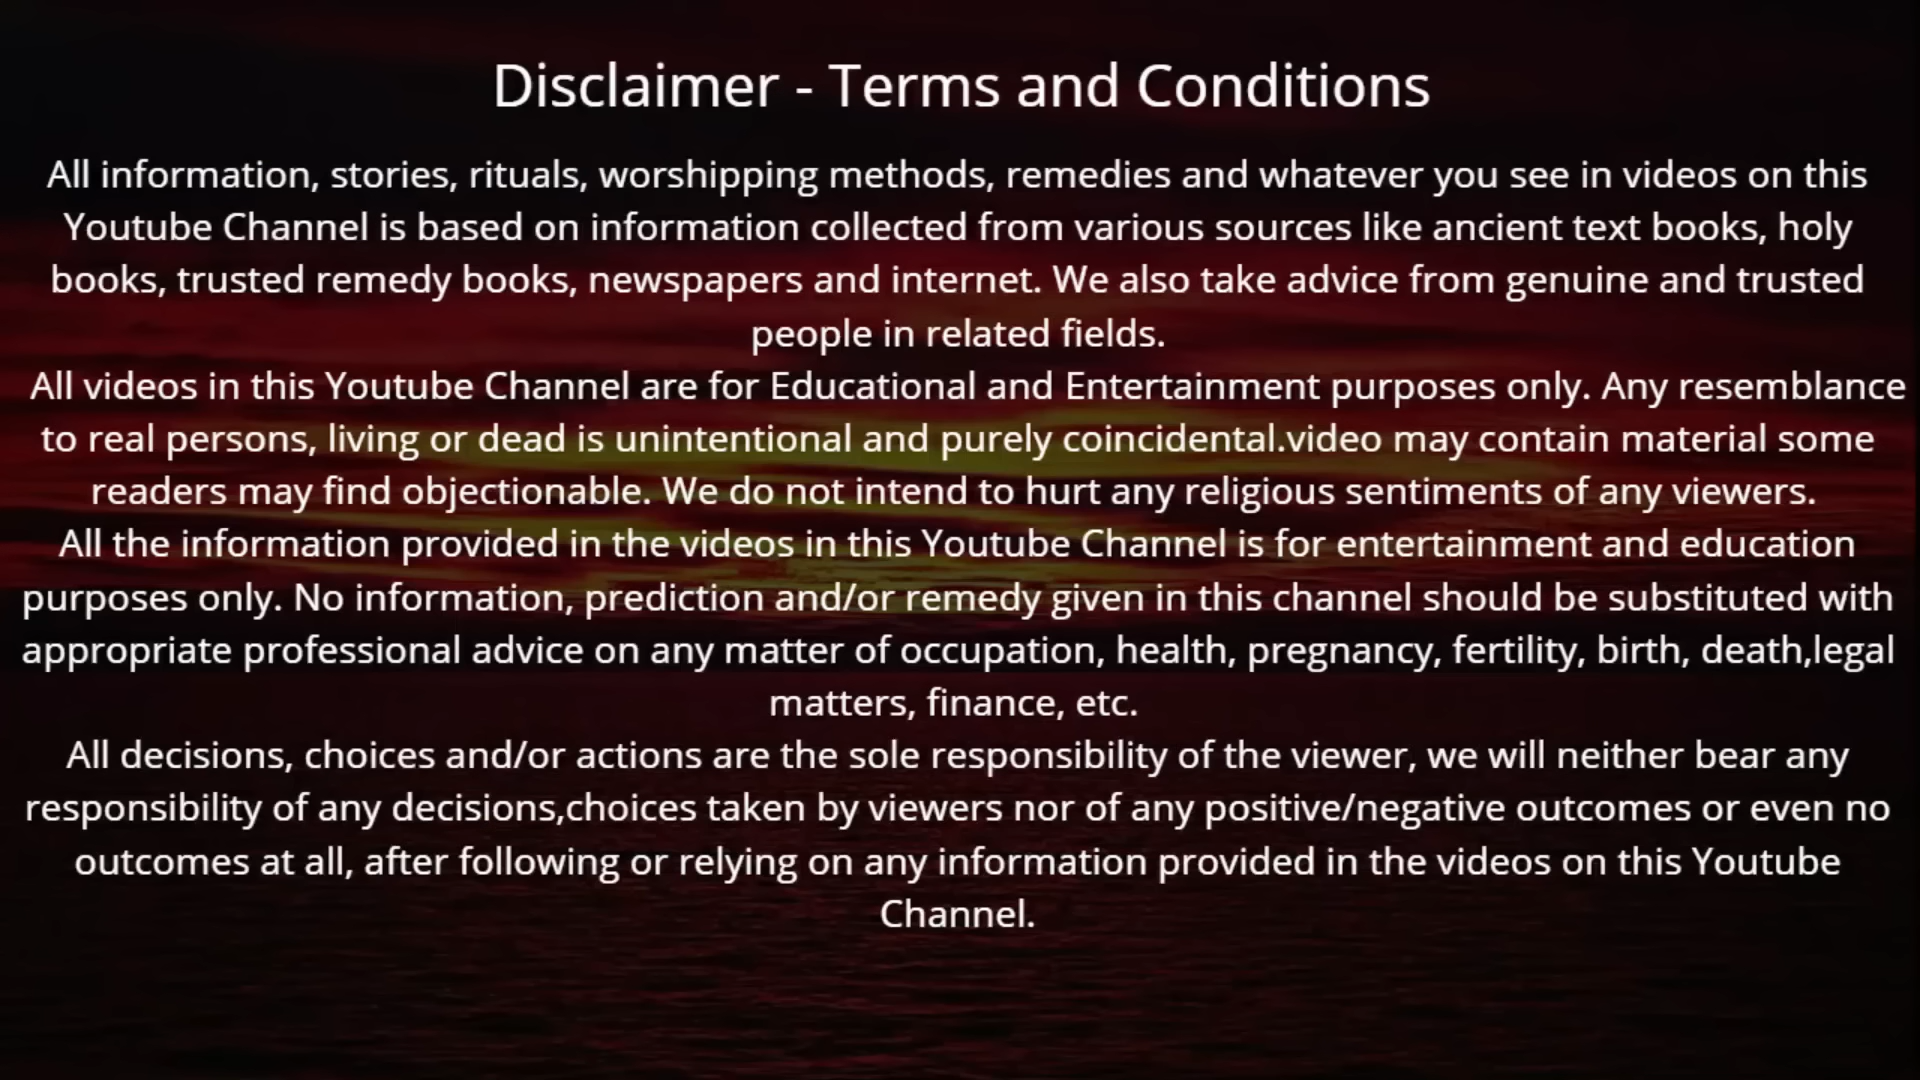 Disclaimer - Terms and Conditions
All information, stories, rituals, worshipping methods, remedies and whatever you see in videos on this
Youtube Channel is based on information collected from various sources like ancient text books, holy
books, trusted remedy books, newspapers and internet. We also take advice from genuine and trusted
people in related fields.
All videos in this Youtube Channel are for Educational and Entertainment purposes only. Any resemblance
to real persons, living or dead is unintentional and purely coincidental.video may contain material some
readers may find objectionable. We do not intend to hurt any religious sentiments of any viewers.
All the information provided in the videos in this Youtube Channel is for entertainment and education
purposes only. No information, prediction and/or remedy given in this channel should be substituted with
appropriate professional advice on any matter of occupation, health, pregnancy, fertility, birth, death,legal
matters, finance, etc.
All decisions, choices and/or actions are the sole responsibility of the viewer, we will neither bear any
responsibility of any decisions,choices taken by viewers nor of any positive/negative outcomes or even no
outcomes at all, after following or relying on any information provided in the videos on this Youtube
Channel.